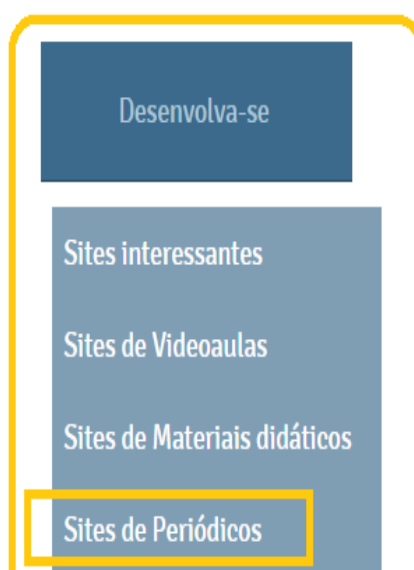 Desenvolva-se
Sites interessantes
Sites de Videoaulas
Sites de Materiais didáticos
Sites de Periódicos